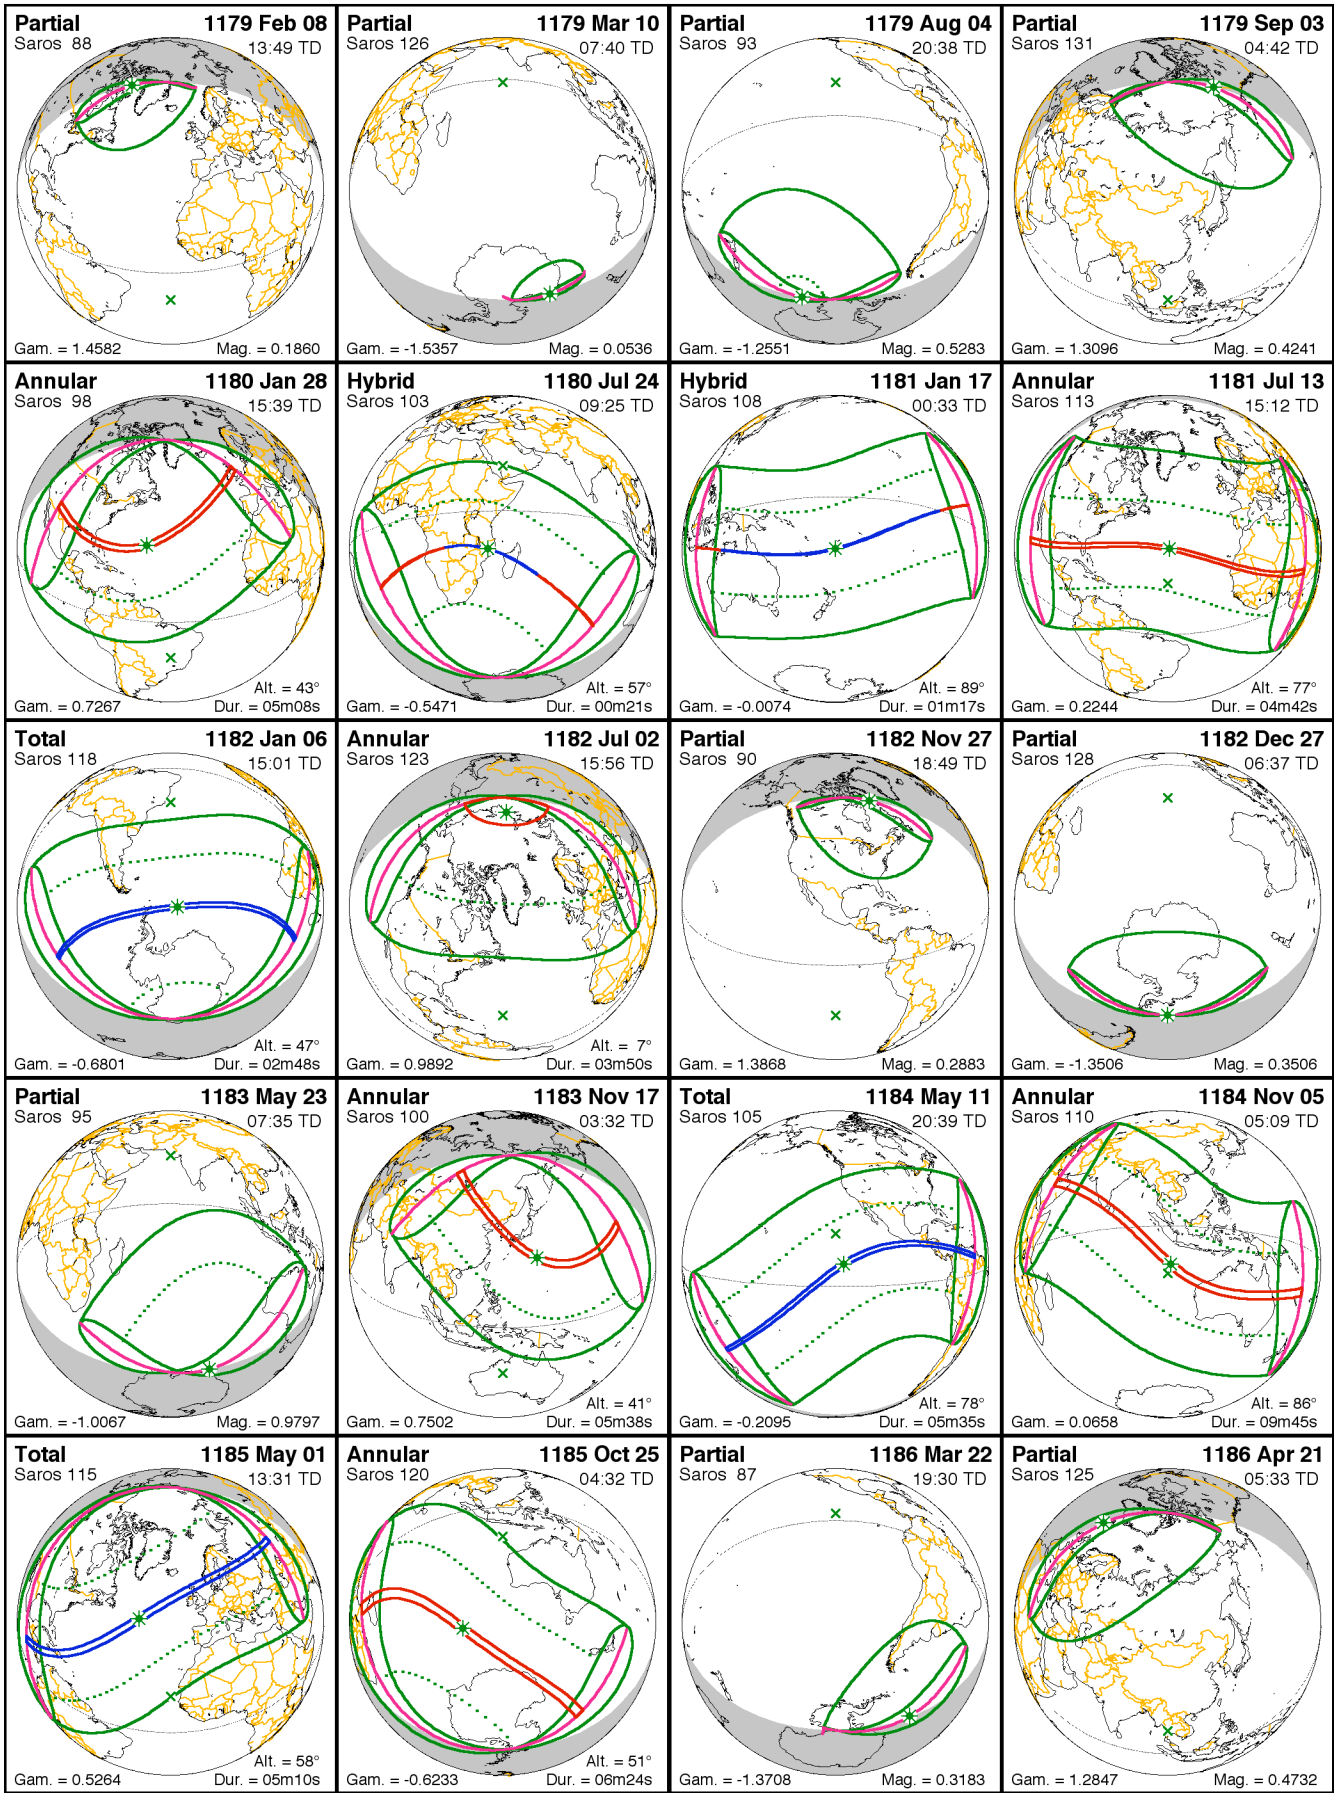 Partial 1179 Feb 08
Saros 88 13:49 TD
Gam. = 1.4582 Mag. = 0.1860
Partial 1179 Mar 10
Saros 126 07:40 TD
Gam. = -1.5357 Mag. = 0.0536
Partial 1179 Aug 04
Saros 93 20:38 TD
Gam. = -1.2551 Mag. = 0.5283
Partial 1179 Sep 03
Saros 131 04:42 TD
Gam. = 1.3096 Mag. = 0.4241
Annular 1180 Jan 28
Saros 98 15:39 TD
Alt. = 43°
Gam. = 0.7267 Dur. = 05m08s
Hybrid 1180 Jul 24
Saros 103 09:25 TD
Alt. = 57°
Gam. = -0.5471 Dur. = 00m21s
Hybrid 1181 Jan 17
Saros 108 00:33 TD
Alt. = 89°
Gam. = -0.0074 Dur. = 01m17s
Annular 1181 Jul 13
Saros 113 15:12 TD
Alt. = 77°
Gam. = 0.2244 Dur. = 04m42s
Total 1182 Jan 06
Saros 118 15:01 TD
Alt. = 47°
Gam. = -0.6801 Dur. = 02m48s
Annular 1182 Jul 02
Saros 123 15:56 TD
Alt. = 7°
Gam. = 0.9892 Dur. = 03m50s
Partial 1182 Nov 27
Saros 90 18:49 TD
Gam. = 1.3868 Mag. = 0.2883
Partial 1182 Dec 27
Saros 128 06:37 TD
Gam. = -1.3506 Mag. = 0.3506
Partial 1183 May 23
Saros 95 07:35 TD
Gam. = -1.0067 Mag. = 0.9797
Annular 1183 Nov 17
Saros 100 03:32 TD
Alt. = 41°
Gam. = 0.7502 Dur. = 05m38s
Total 1184 May 11
Saros 105 20:39 TD
Alt. = 78°
Gam. = -0.2095 Dur. = 05m35s
Annular 1184 Nov 05
Saros 110 05:09 TD
Alt. = 86°
Gam. = 0.0658 Dur. = 09m45s
Total 1185 May 01
Saros 115 13:31 TD
Alt. = 58°
Gam. = 0.5264 Dur. = 05m10s
Annular 1185 Oct 25
Saros 120 04:32 TD
Alt. = 51°
Gam. = -0.6233 Dur. = 06m24s
Partial 1186 Mar 22
Saros 87 19:30 TD
Gam. = -1.3708 Mag. = 0.3183
Partial 1186 Apr 21
Saros 125 05:33 TD
Gam. = 1.2847 Mag. = 0.4732